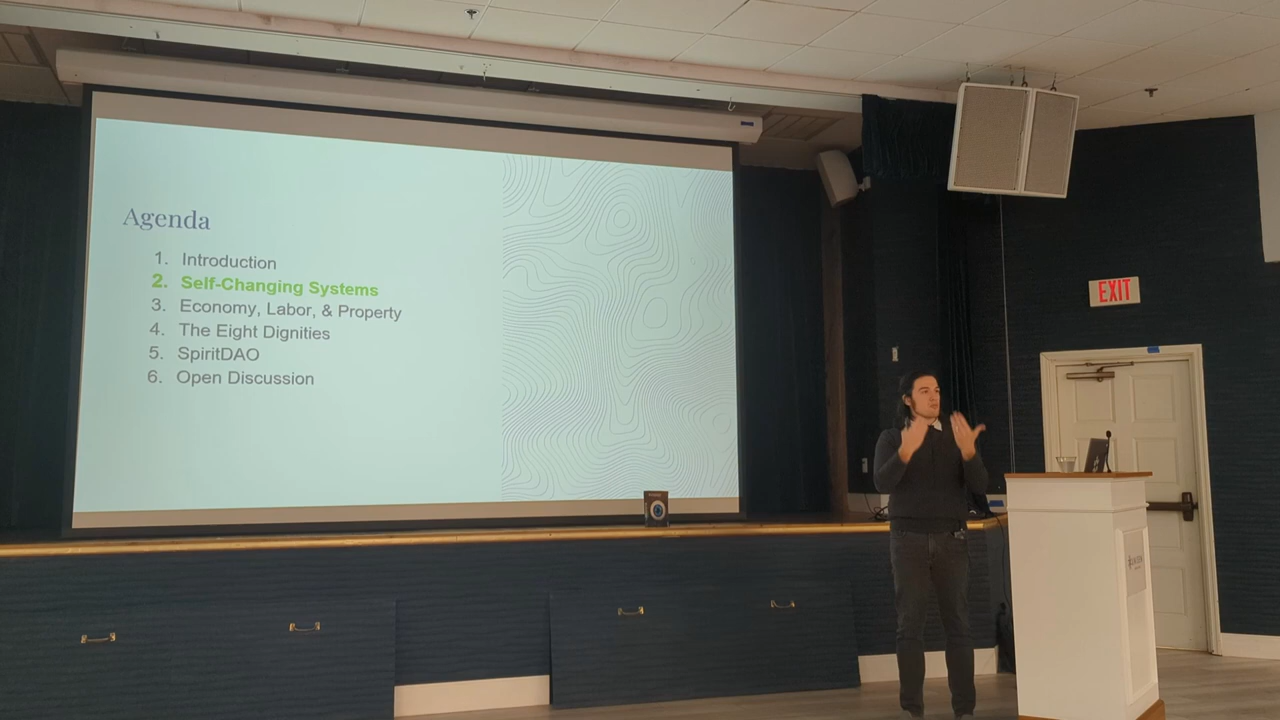 Agenda
1. Introduction
2. Self-Changing Systems
3. Economy, Labor, & Property
4. The Eight Dignities
5. SpiritDAO
6. Open Discussion
EXIT